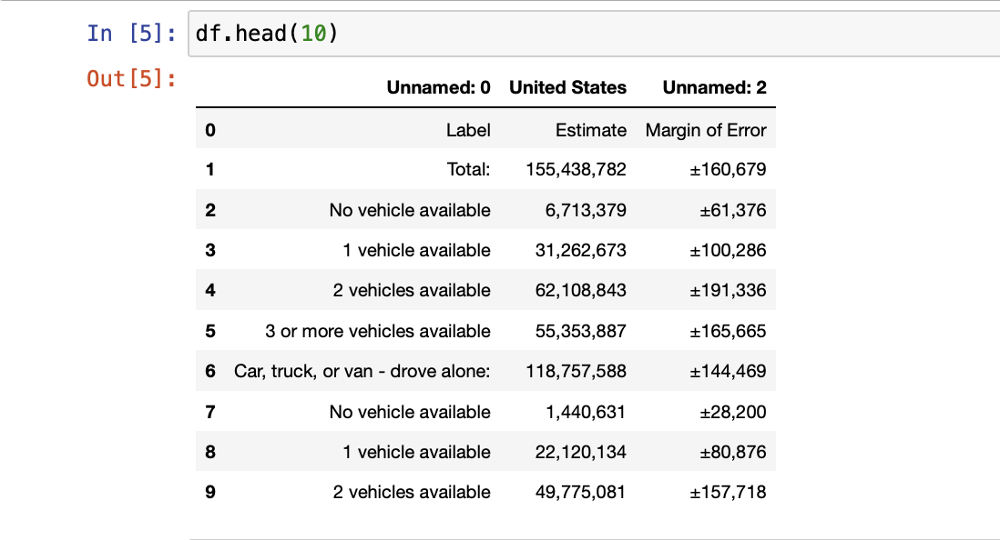 In [5]: df.head(10)
Out[5]:
Unnamed: 0 United States Unnamed: 2
0 Label Estimate Margin of Error
1 Total: 155,438,782 ±160,679
2 No vehicle available 6,713,379 ±61,376
3 1 vehicle available 31,262,673 ±100,286
4 2 vehicles available 62,108,843 ±191,336
5 3 or more vehicles available 55,353,887 ±165,665
6 Car, truck, or van - drove alone: 118,757,588 ±144,469
7 No vehicle available 1,440,631 ±28,200
8 1 vehicle available 22,120,134 ±80,876
9 2 vehicles available 49,775,081 ±157,718